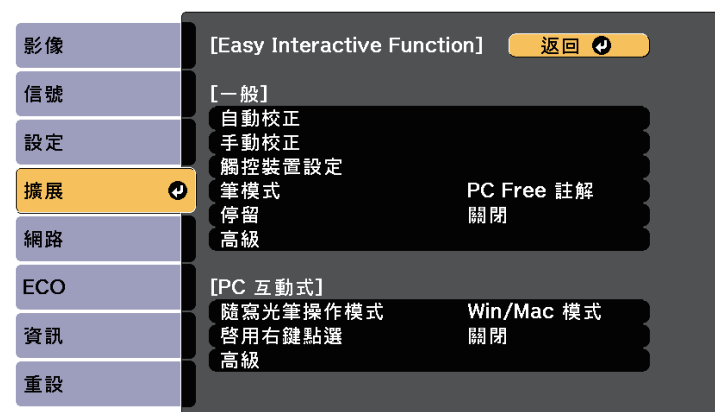 影像
信號
設定
擴展
網路
ECO
資訊
重設
[Easy Interactive Function] 返回
[一般]
自動校正
手動校正
觸控裝置設定
筆模式 PC Free 註解
停留 關閉
高級
[PC 互動式]
隨寫光筆操作模式 Win/Mac 模式
啓用右鍵點選 關閉
高級